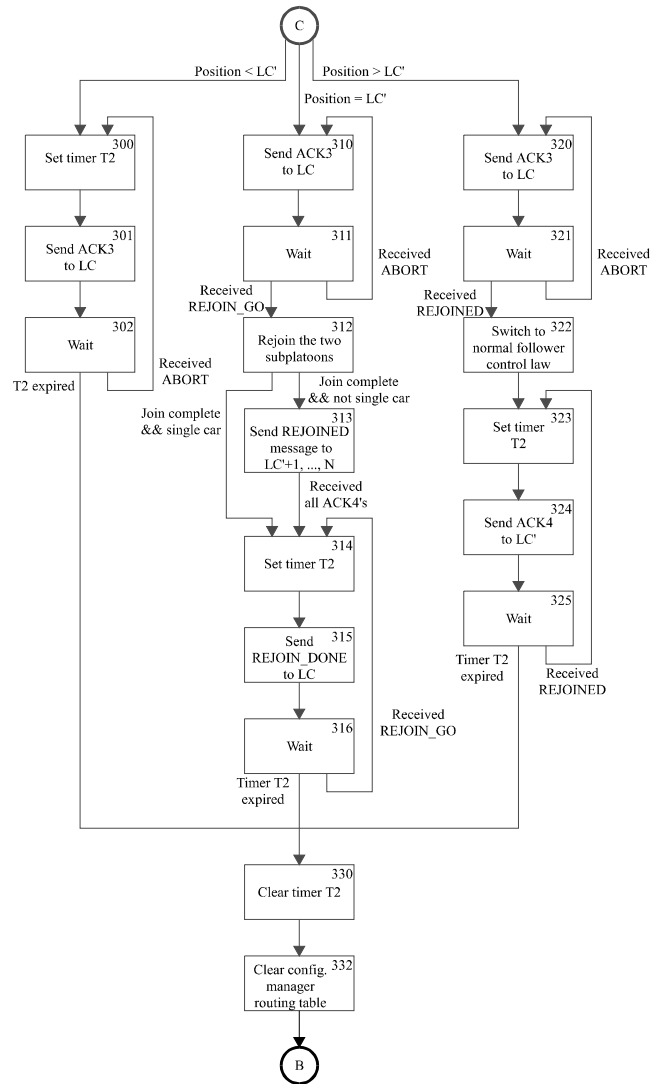 C
Position < LC'
Position = LC'
Position > LC'
300
Set timer T2
301
Send ACK3
to LC
302
Wait
T2 expired
Received
ABORT
310
Send ACK3
to LC
311
Wait
Received
ABORT
Received
REJOIN_GO
312
Rejoin the two
subplatoons
Join complete
&& single car
Join complete
&& not single car
313
Send REJOINED
message to
LC'+1, ..., N
Received
all ACK4's
314
Set timer T2
315
Send
REJOIN_DONE
to LC
316
Wait
Received
REJOIN_GO
Timer T2
expired
320
Send ACK3
to LC
321
Wait
Received
ABORT
Received
REJOINED
322
Switch to
normal follower
control law
323
Set timer
T2
324
Send ACK4
to LC'
325
Wait
Timer T2
expired
Received
REJOINED
330
Clear timer T2
332
Clear config.
manager
routing table
B